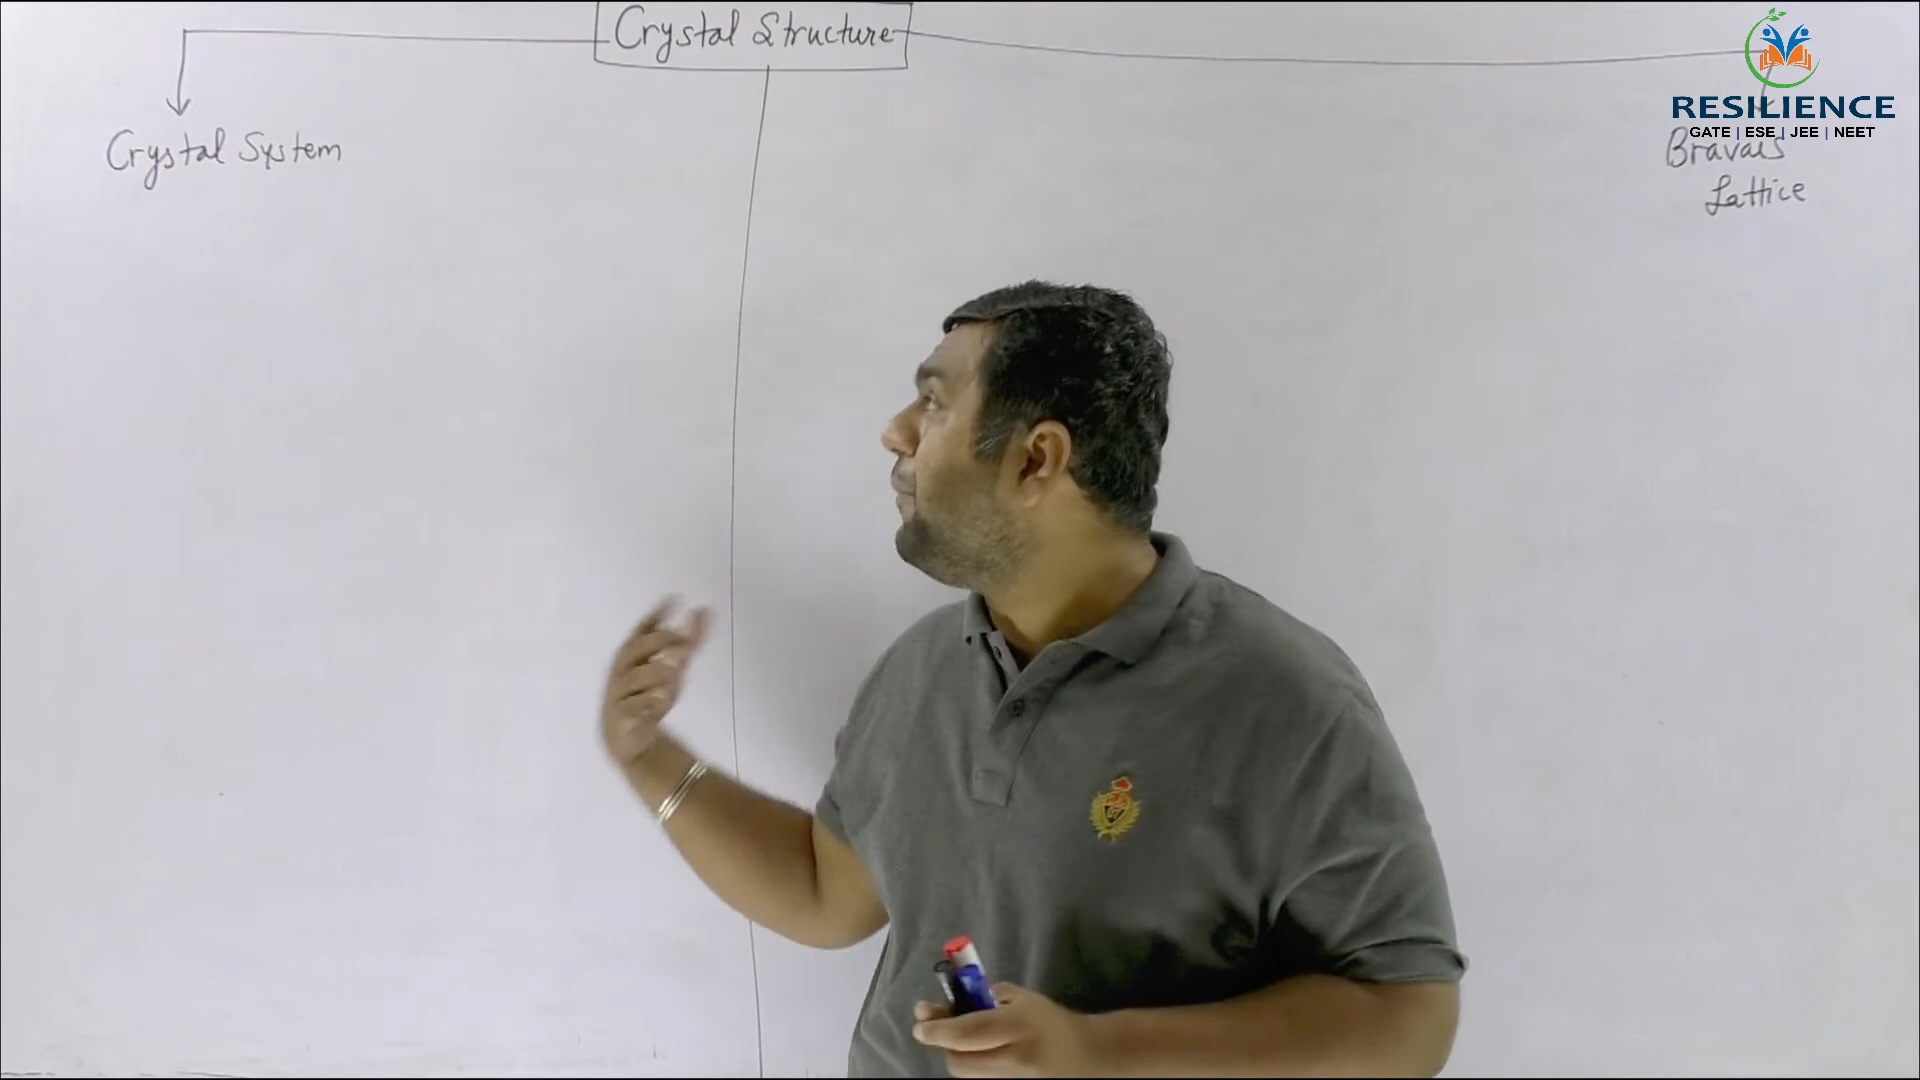 Crystal Structure
RESILIENCE
GATE | ESE | JEE | NEET
Crystal System
Bravais
Lattice